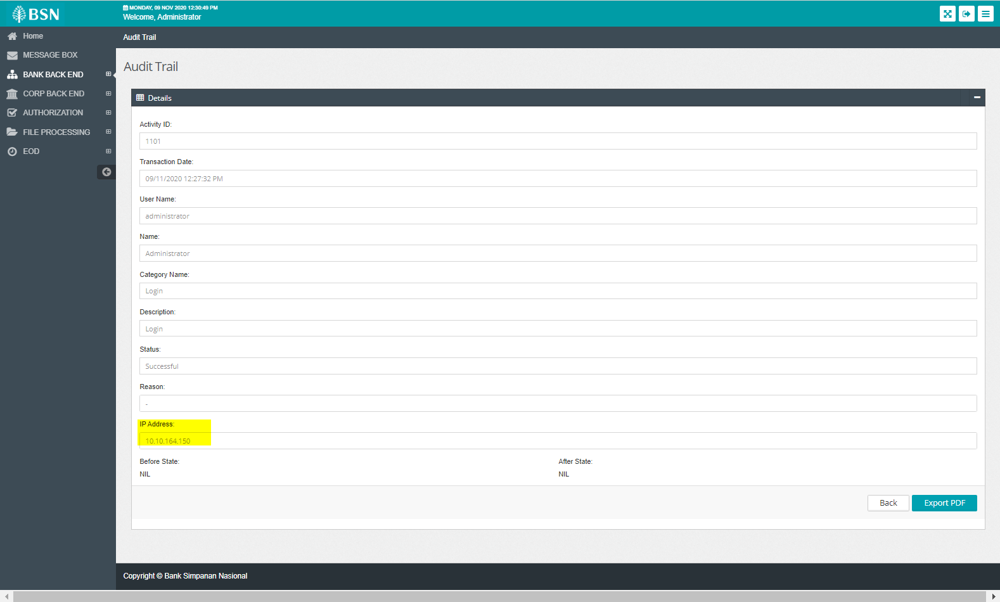 BSN
MONDAY, 09 NOV 2020 12:30:49 PM
Welcome, Administrator
Home
MESSAGE BOX
BANK BACK END
CORP BACK END
AUTHORIZATION
FILE PROCESSING
EOD
Audit Trail
Audit Trail
Details
Activity ID:
1101
Transaction Date:
09/11/2020 12:27:32 PM
User Name:
administrator
Name:
Administrator
Category Name:
Login
Description:
Login
Status:
Successful
Reason:
-
IP Address:
10.10.164.150
Before State:
NIL
After State:
NIL
Back
Export PDF
Copyright © Bank Simpanan Nasional